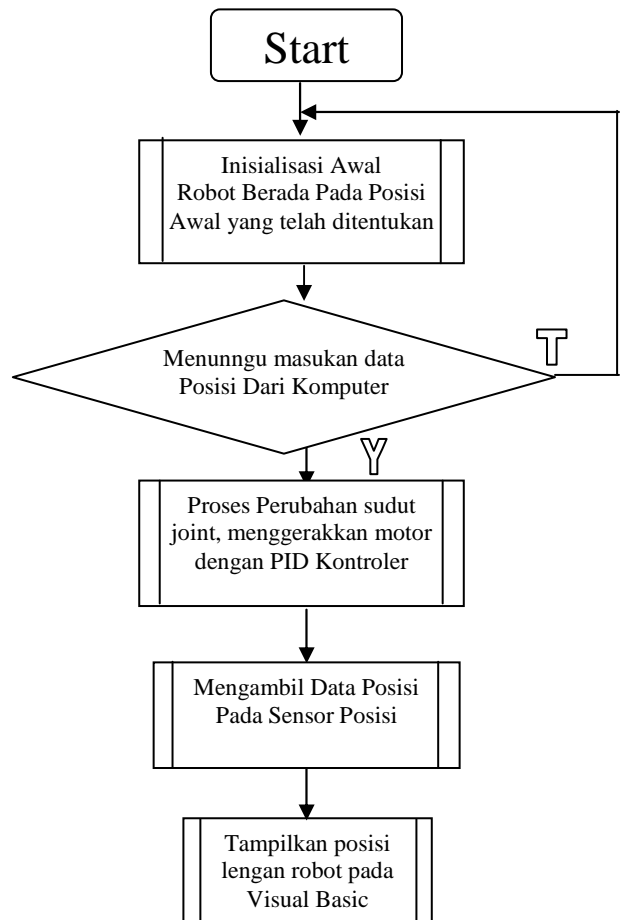 Start
Inisialisasi Awal
Robot Berada Pada Posisi
Awal yang telah ditentukan
Menunngu masukan data
Posisi Dari Komputer
T
Y
Proses Perubahan sudut
joint, menggerakkan motor
dengan PID Kontroler
Mengambil Data Posisi
Pada Sensor Posisi
Tampilkan posisi
lengan robot pada
Visual Basic